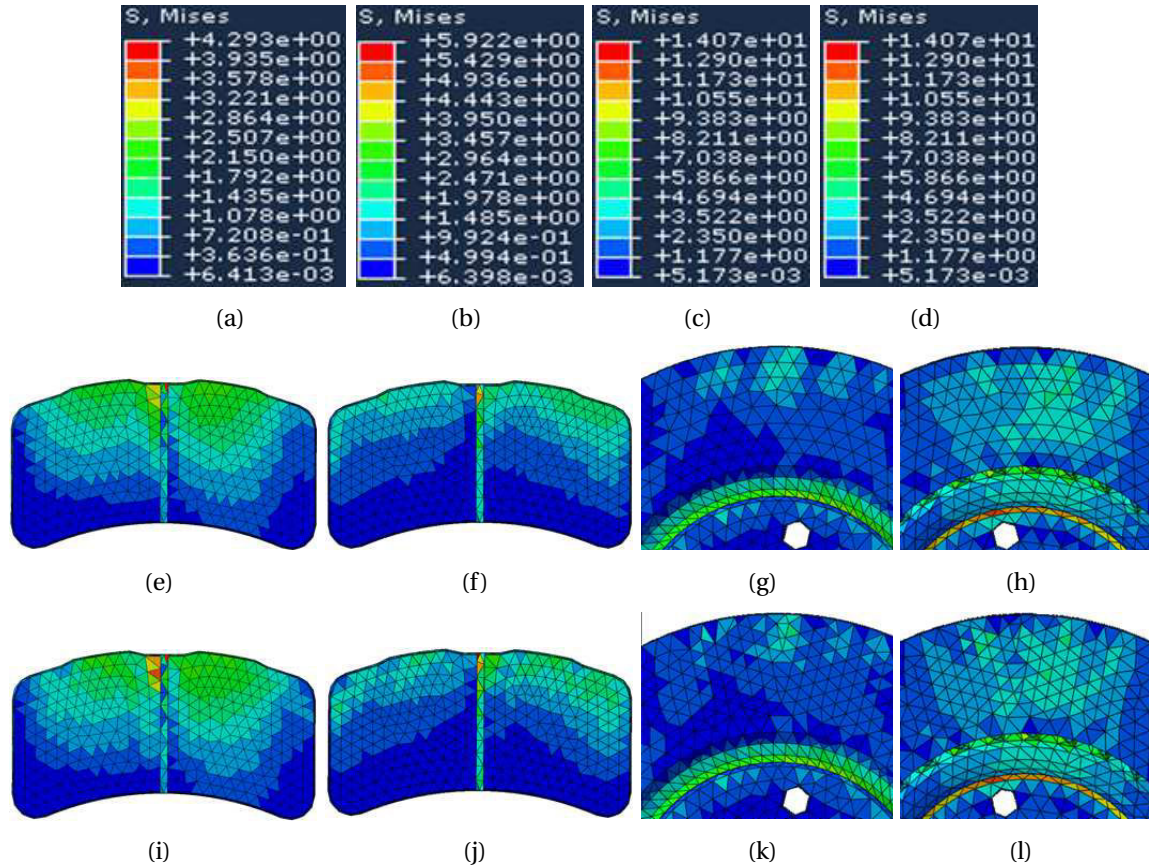 S, Mises
+4.293e+00
+3.935e+00
+3.578e+00
+3.221e+00
+2.864e+00
+2.507e+00
+2.150e+00
+1.792e+00
+1.435e+00
+1.078e+00
+7.208e-01
+3.636e-01
+6.413e-03
S, Mises
+5.922e+00
+5.429e+00
+4.936e+00
+4.443e+00
+3.950e+00
+3.457e+00
+2.964e+00
+2.471e+00
+1.978e+00
+1.485e+00
+9.924e-01
+4.994e-01
+6.398e-03
S, Mises
+1.407e+01
+1.290e+01
+1.173e+01
+1.055e+01
+9.383e+00
+8.211e+00
+7.038e+00
+5.866e+00
+4.694e+00
+3.522e+00
+2.350e+00
+1.177e+00
+5.173e-03
S, Mises
+1.407e+01
+1.290e+01
+1.173e+01
+1.055e+01
+9.383e+00
+8.211e+00
+7.038e+00
+5.866e+00
+4.694e+00
+3.522e+00
+2.350e+00
+1.177e+00
+5.173e-03
(a) (b) (c) (d)
(e) (f) (g) (h)
(i) (j) (k) (l)